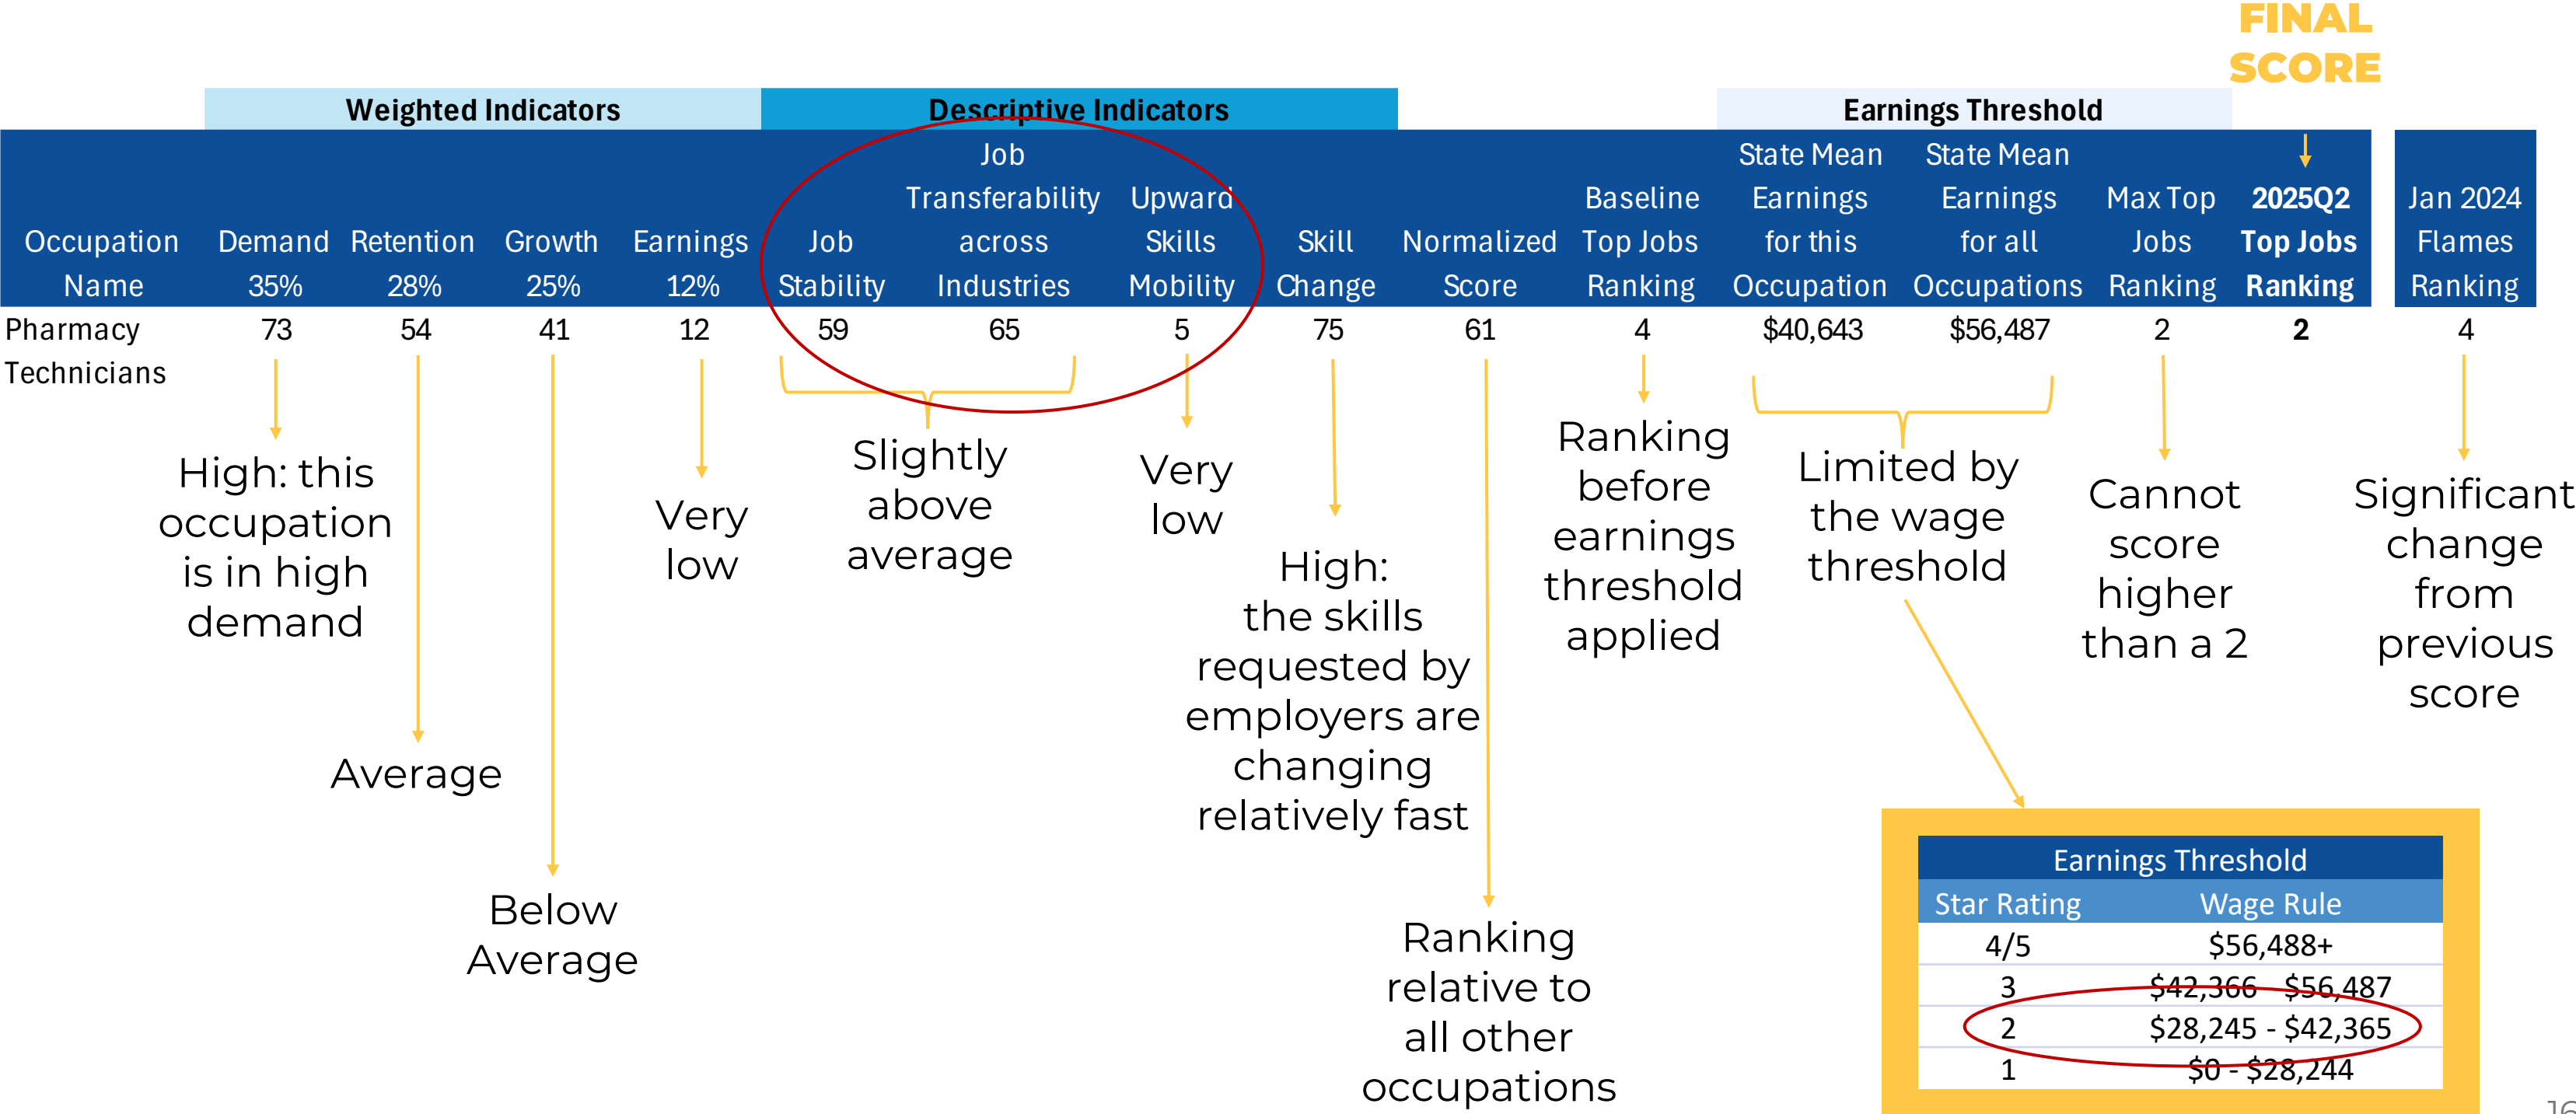 FINAL
SCORE
Weighted Indicators
Descriptive Indicators
Earnings Threshold
Occupation
Name
Demand
35%
Retention
28%
Growth
25%
Earnings
12%
Job
Stability
Job
Transferability
across
Industries
Upward
Skills
Mobility
Skill
Change
Normalized
Score
Baseline
Top Jobs
Ranking
State Mean
Earnings
for this
Occupation
State Mean
Earnings
for all
Occupations
Max Top
Jobs
Ranking
2025Q2
Top Jobs
Ranking
Jan 2024
Flames
Ranking
Pharmacy
Technicians
73
54
41
12
59
65
5
75
61
4
$40,643
$56,487
2
2
4
High: this
occupation
is in high
demand
Average
Below
Average
Very
low
Slightly
above
average
Very
low
High:
the skills
requested by
employers are
changing
relatively fast
Ranking
relative to
all other
occupations
Ranking
before
earnings
threshold
applied
Limited by
the wage
threshold
Cannot
score
higher
than a 2
Significant
change
from
previous
score
Earnings Threshold
Star Rating Wage Rule
4/5 $56,488+
3 $42,366 - $56,487
2 $28,245 - $42,365
1 $0 - $28,244
16